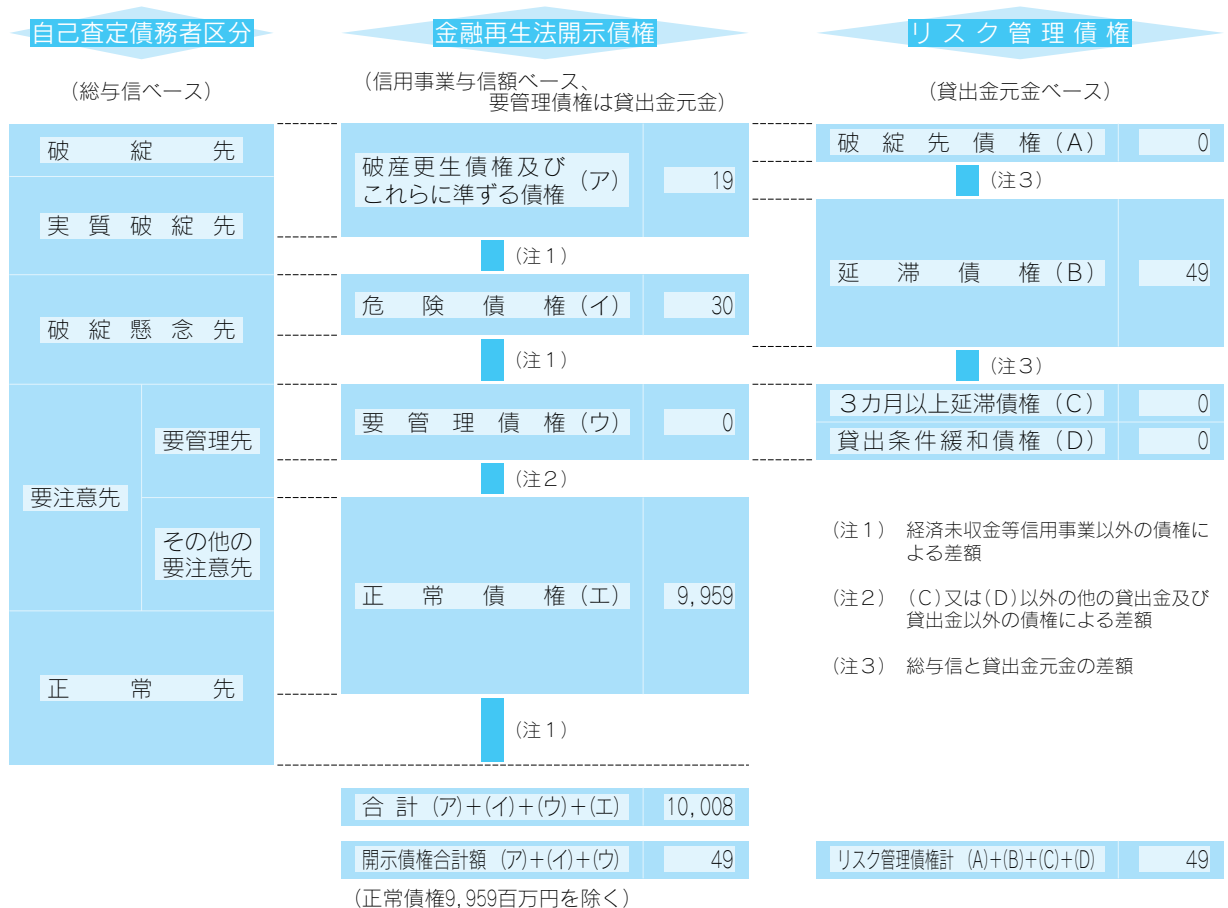 自己査定債務者区分
(総与信ベース)
破綻先
実質破綻先
破綻懸念先
要注意先
要管理先
その他の
要注意先
正常先
金融再生法開示債権
(信用事業与信額ベース、
要管理債権は貸出金元金)
破産更生債権及び
これらに準ずる債権 (ア) 19
(注1)
危険債権(イ) 30
(注1)
要管理債権(ウ) 0
(注2)
正常債権(エ) 9,959
(注1)
合計 (ア)+(イ)+(ウ)+(エ) 10,008
開示債権合計額 (ア)+(イ)+(ウ) 49
(正常債権9,959百万円を除く)
リスク管理債権
(貸出金元金ベース)
破綻先債権(A) 0
(注3)
延滞債権(B) 49
(注3)
3カ月以上延滞債権(C) 0
貸出条件緩和債権(D) 0
(注1) 経済未収金等信用事業以外の債権に
よる差額
(注2) (C)又は(D)以外の他の貸出金及び
貸出金以外の債権による差額
(注3) 総与信と貸出金元金の差額
リスク管理債権計 (A)+(B)+(C)+(D) 49